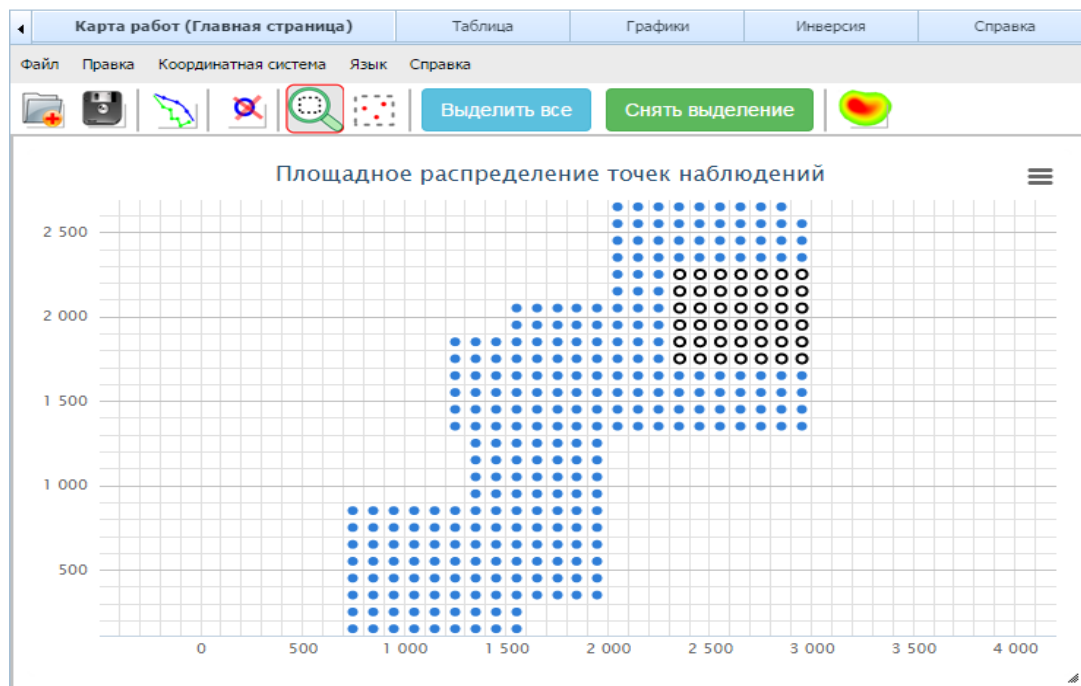 Карта работ (Главная страница) Таблица Графики Инверсия Справка
Файл Правка Координатная система Язык Справка
Выделить все Снять выделение
Площадное распределение точек наблюдений
2 500
2 000
1 500
1 000
500
0 500 1 000 1 500 2 000 2 500 3 000 3 500 4 000